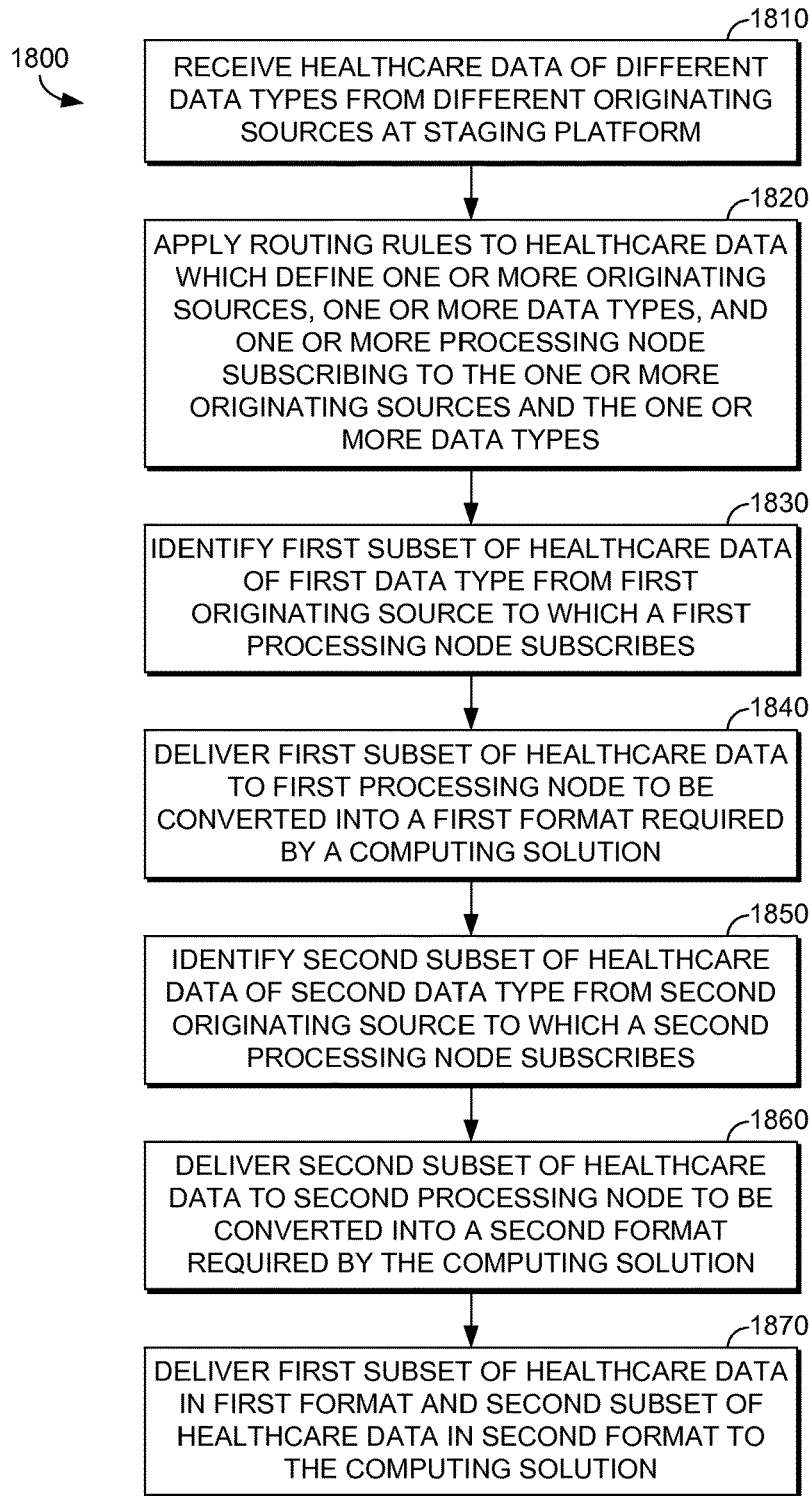 1800
1810
RECEIVE HEALTHCARE DATA OF DIFFERENT
DATA TYPES FROM DIFFERENT ORIGINATING
SOURCES AT STAGING PLATFORM
1820
APPLY ROUTING RULES TO HEALTHCARE DATA
WHICH DEFINE ONE OR MORE ORIGINATING
SOURCES, ONE OR MORE DATA TYPES, AND
ONE OR MORE PROCESSING NODE
SUBSCRIBING TO THE ONE OR MORE
ORIGINATING SOURCES AND THE ONE OR
MORE DATA TYPES
1830
IDENTIFY FIRST SUBSET OF HEALTHCARE DATA
OF FIRST DATA TYPE FROM FIRST
ORIGINATING SOURCE TO WHICH A FIRST
PROCESSING NODE SUBSCRIBES
1840
DELIVER FIRST SUBSET OF HEALTHCARE DATA
TO FIRST PROCESSING NODE TO BE
CONVERTED INTO A FIRST FORMAT REQUIRED
BY A COMPUTING SOLUTION
1850
IDENTIFY SECOND SUBSET OF HEALTHCARE
DATA OF SECOND DATA TYPE FROM SECOND
ORIGINATING SOURCE TO WHICH A SECOND
PROCESSING NODE SUBSCRIBES
1860
DELIVER SECOND SUBSET OF HEALTHCARE
DATA TO SECOND PROCESSING NODE TO BE
CONVERTED INTO A SECOND FORMAT
REQUIRED BY THE COMPUTING SOLUTION
1870
DELIVER FIRST SUBSET OF HEALTHCARE DATA
IN FIRST FORMAT AND SECOND SUBSET OF
HEALTHCARE DATA IN SECOND FORMAT TO
THE COMPUTING SOLUTION